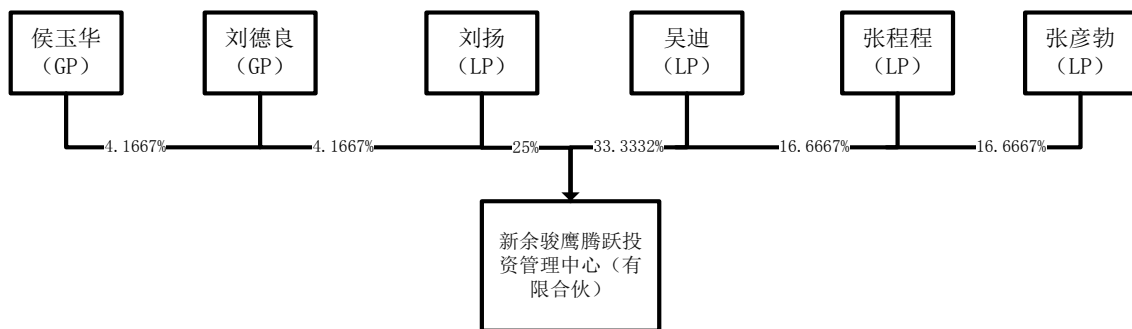 侯玉华
（GP）
刘德良
（GP）
刘扬
（LP）
吴迪
（LP）
张程程
（LP）
张彦勃
（LP）
4.1667%
4.1667%
25%
33.3332%
16.6667%
16.6667%
新余骏鹰腾跃投
资管理中心（有
限合伙）